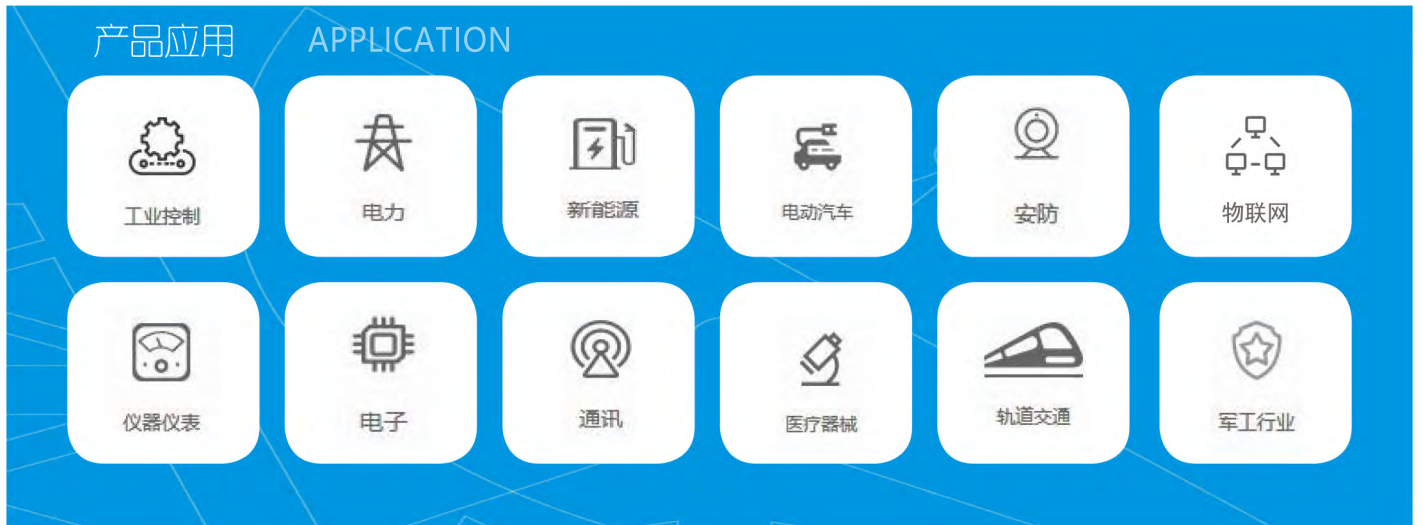 产品应用 APPLICATION
工业控制
电力
新能源
电动汽车
安防
物联网
仪器仪表
电子
通讯
医疗器械
轨道交通
军工行业